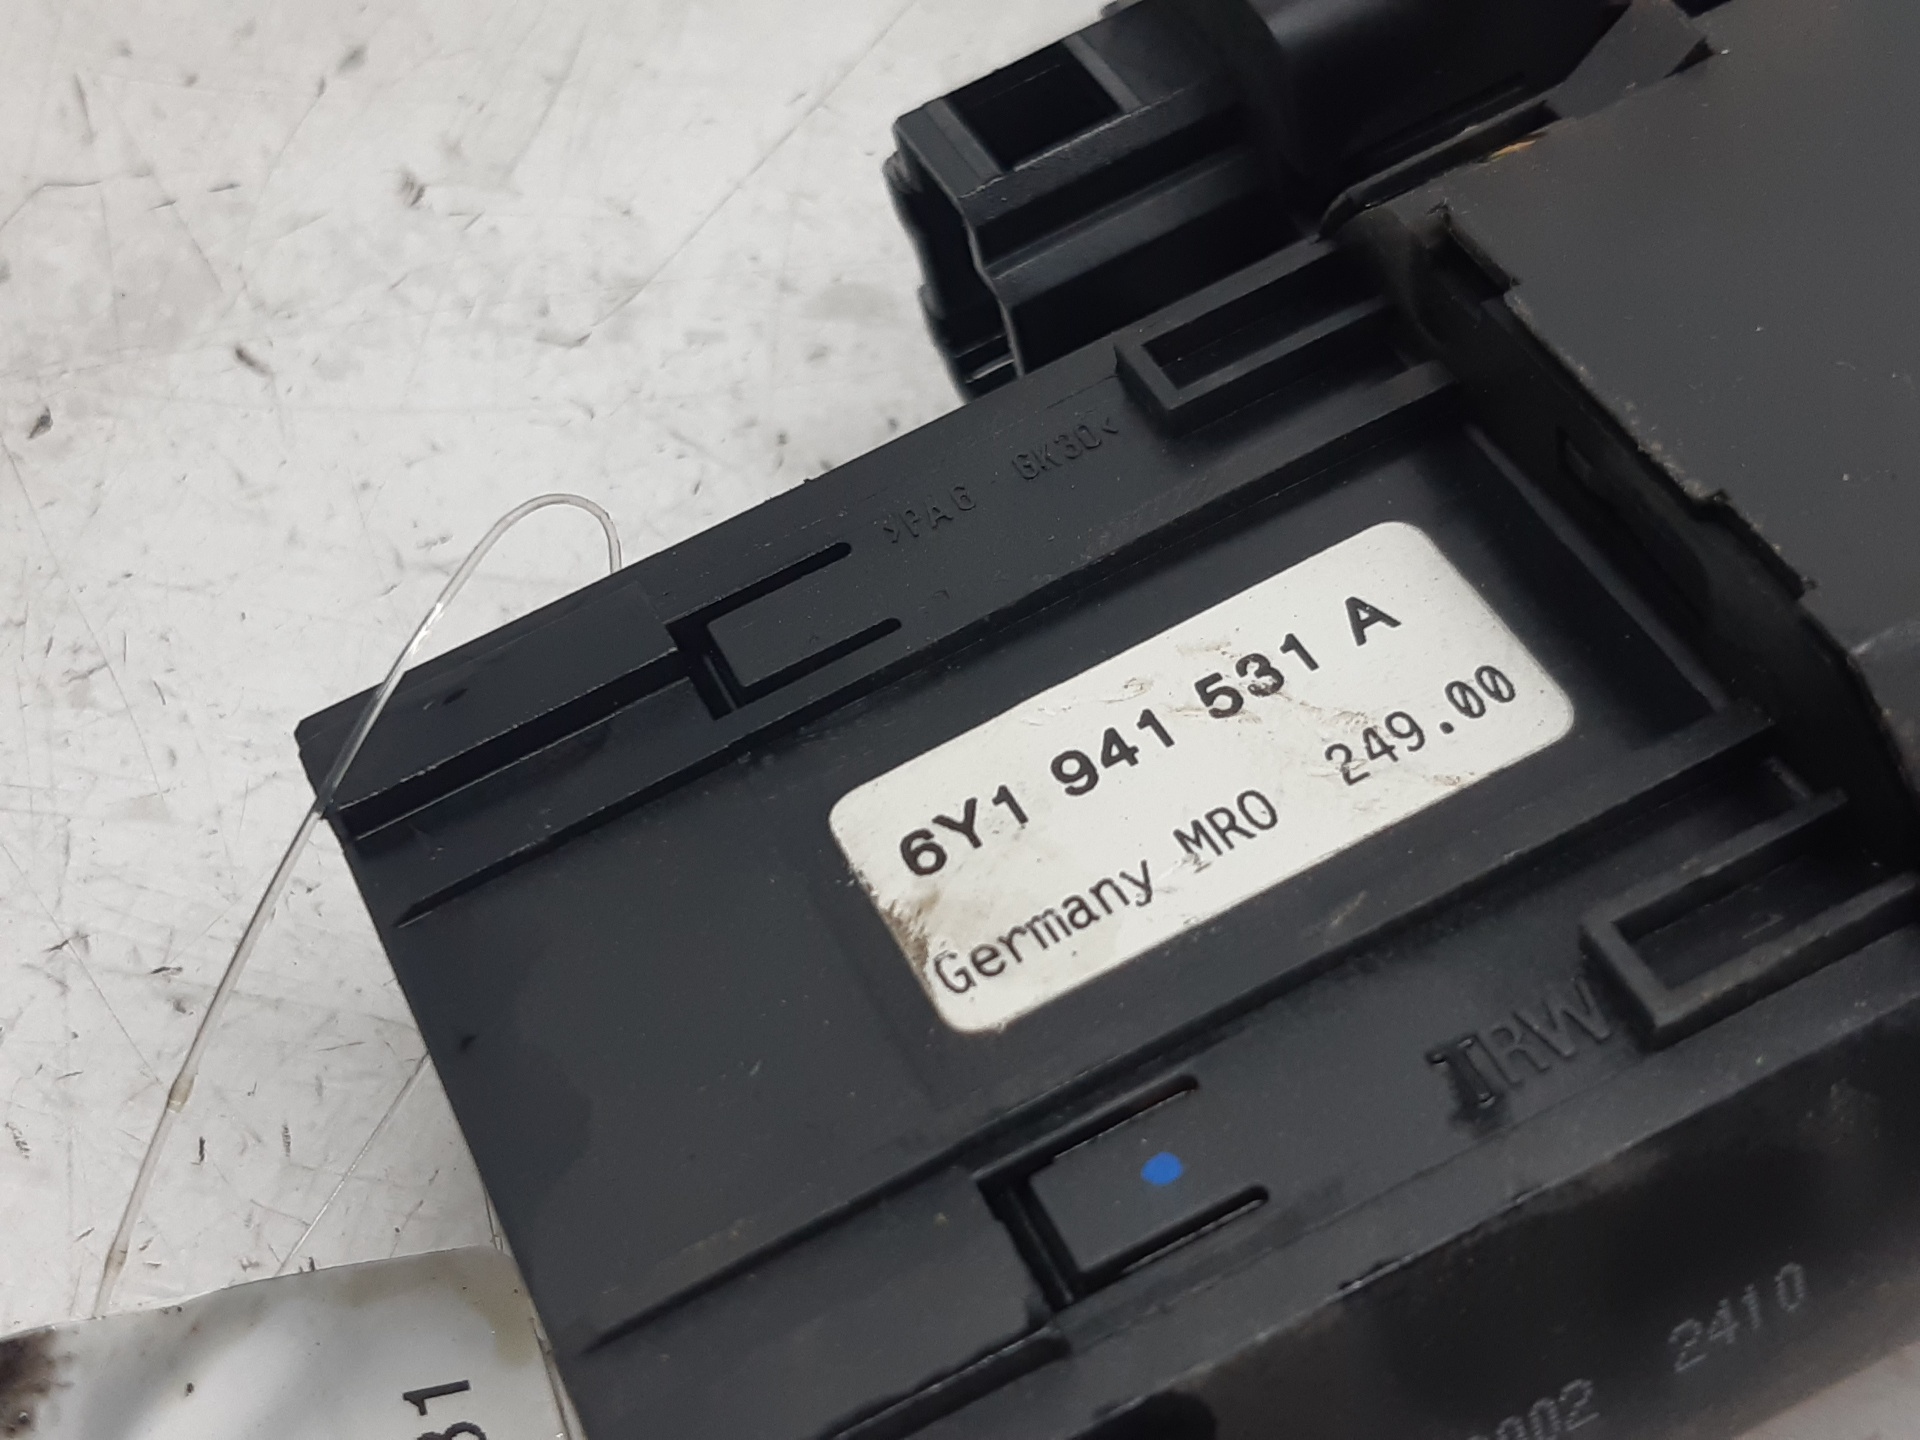 >PA6 GK30<
6Y1 941 531 A
Germany MRO 249.00
TRW
2410